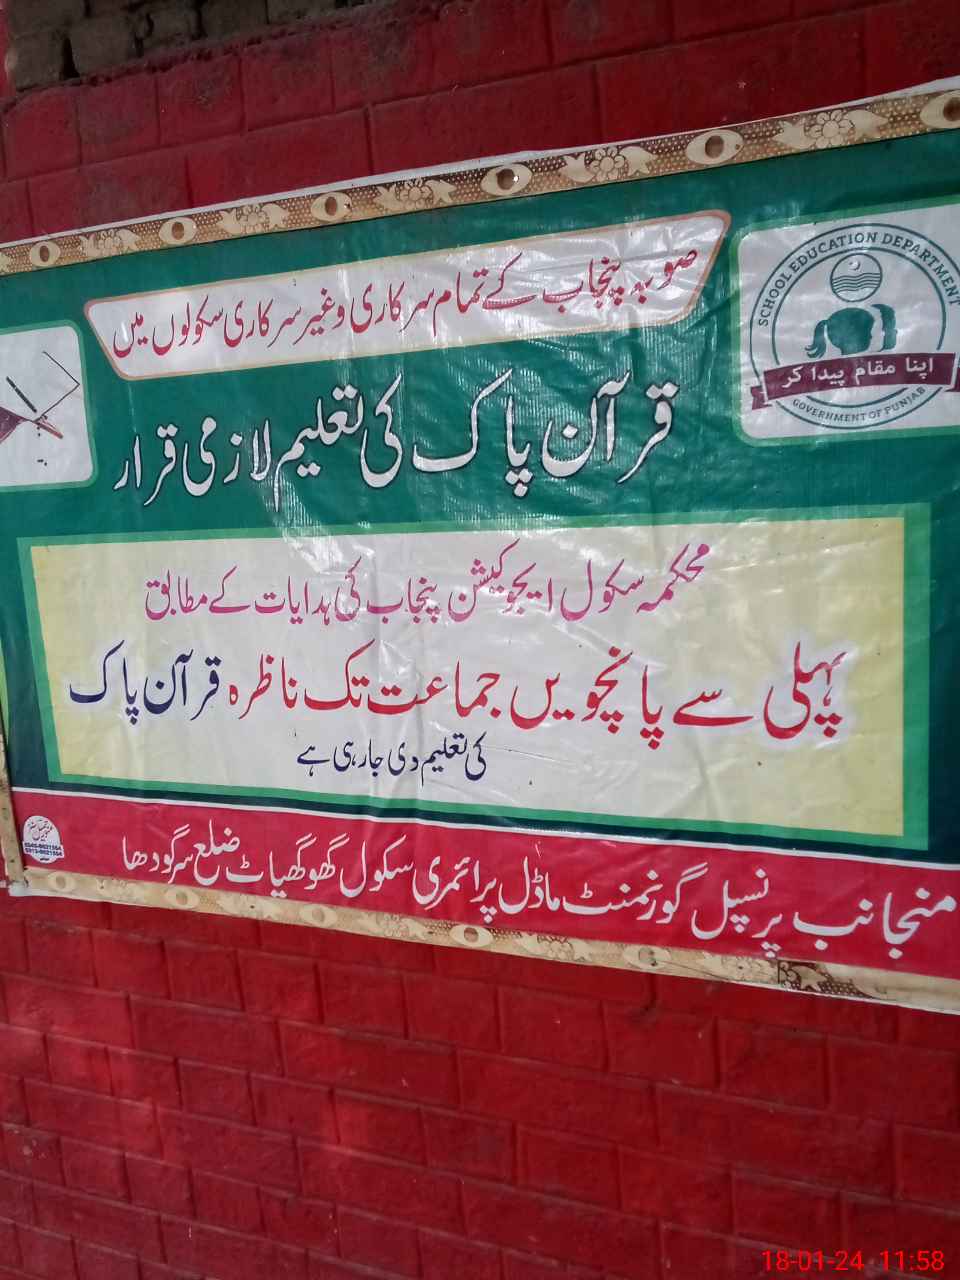 صوبہ پنجاب کے تمام سرکاری و غیر سرکاری سکولوں میں
SCHOOL EDUCATION DEPARTMENT
اپنا مقام پیدا کر
GOVERNMENT OF PUNJAB
قرآن پاک کی تعلیم لازمی قرار
محکمہ سکول ایجوکیشن پنجاب کی ہدایات کے مطابق
پہلی سے پانچویں جماعت تک ناظرہ قرآن پاک
کی تعلیم دی جا رہی ہے
منجانب پرنسپل گورنمنٹ ماڈل پرائمری سکول گھوگھیاٹ ضلع سرگودھا
18-01-24 11:58